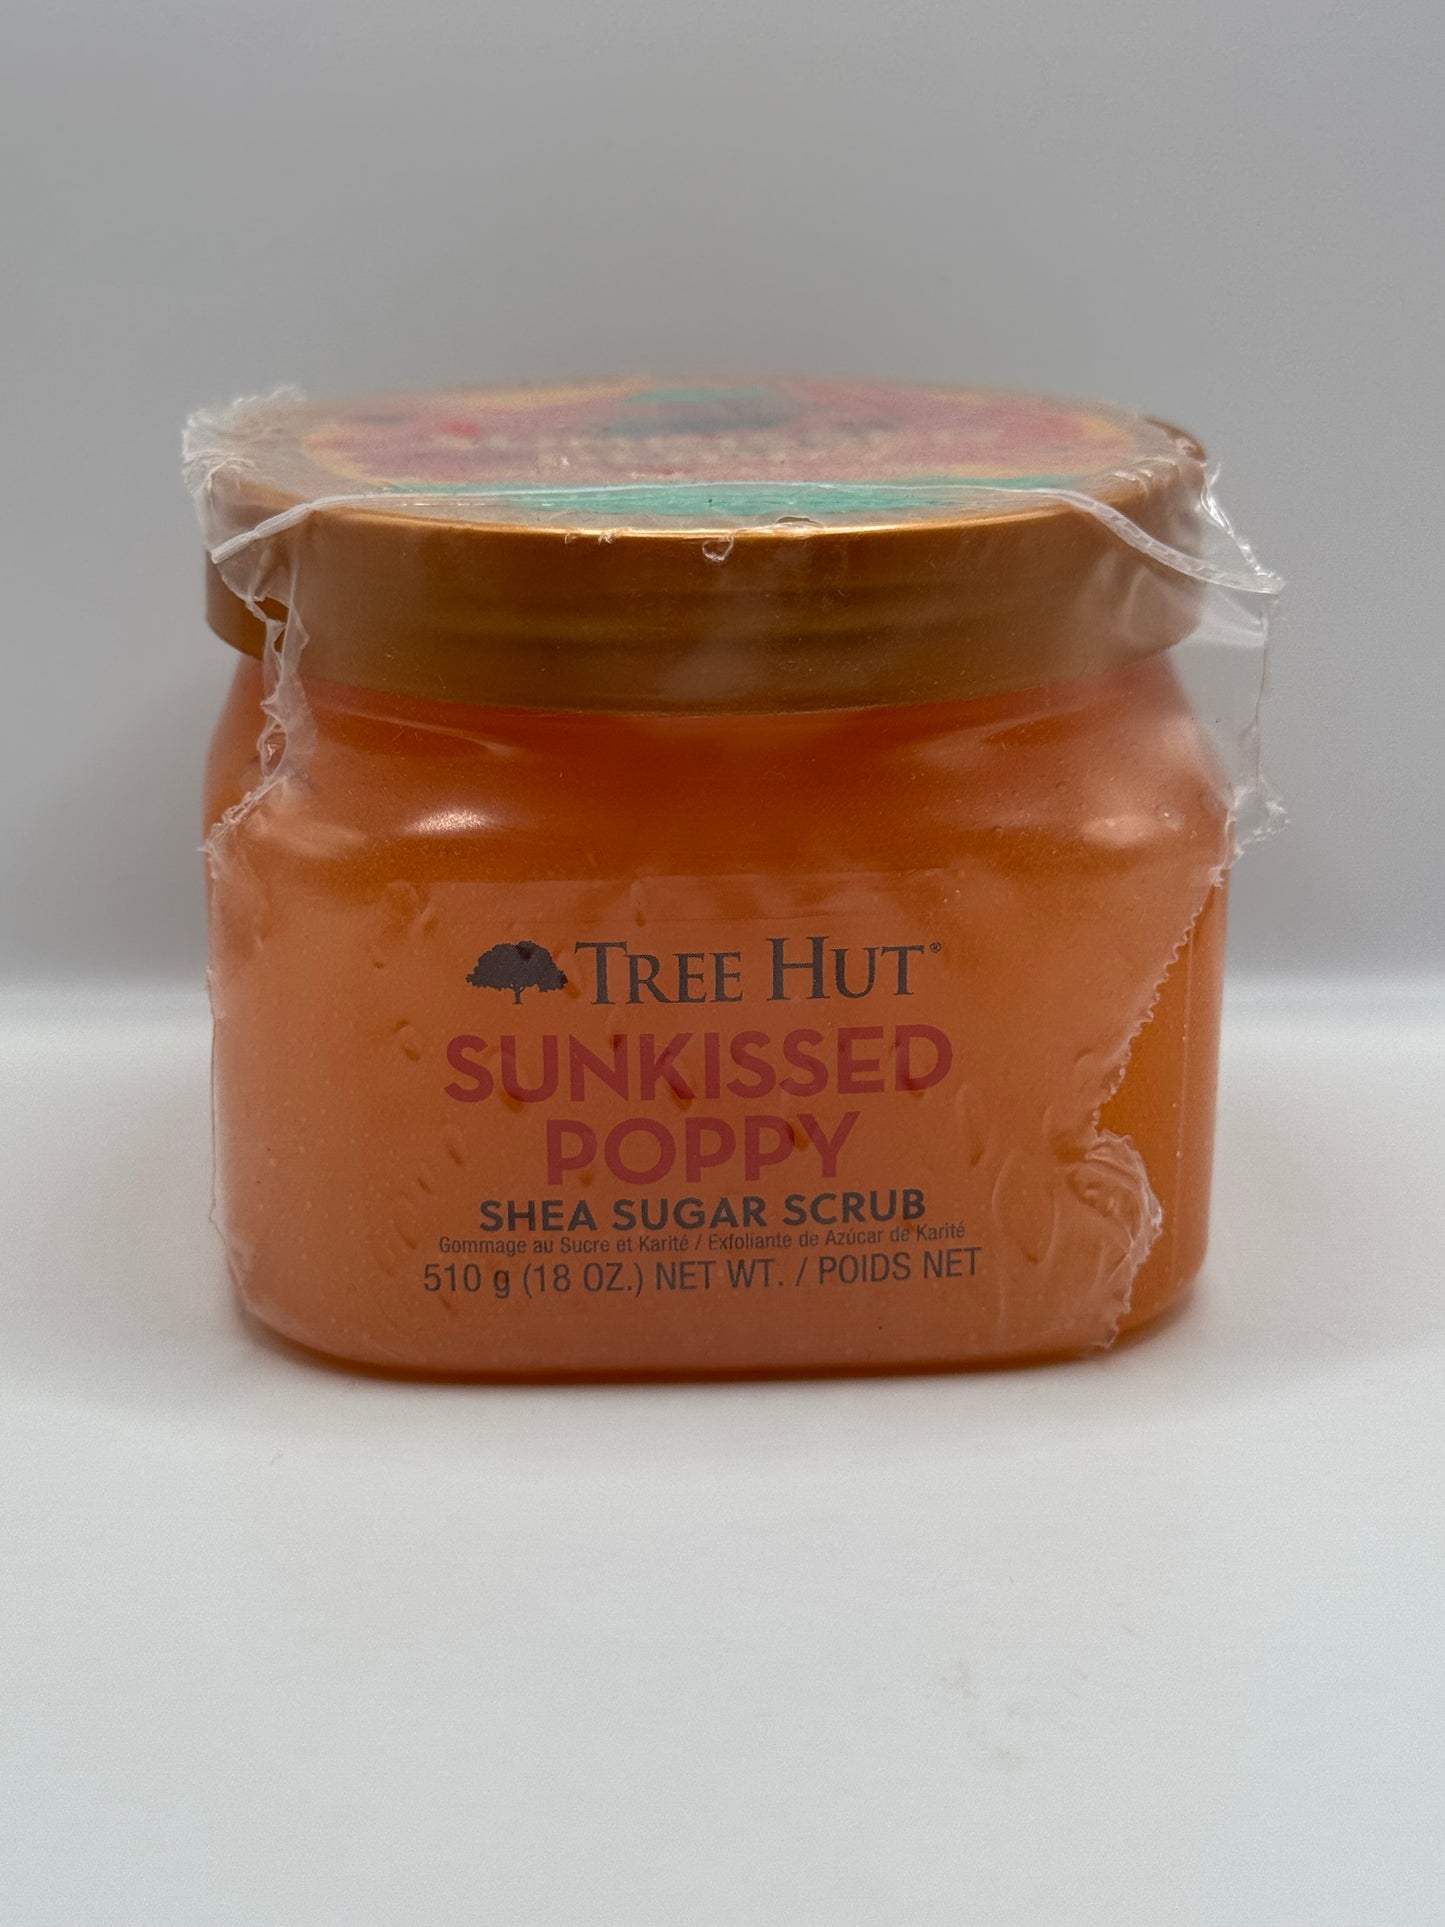 TREE HUT®
SUNKISSED
POPPY
SHEA SUGAR SCRUB
Gommage au Sucre et Karité / Exfoliante de Azúcar de Karité
510 g (18 OZ.) NET WT. / POIDS NET